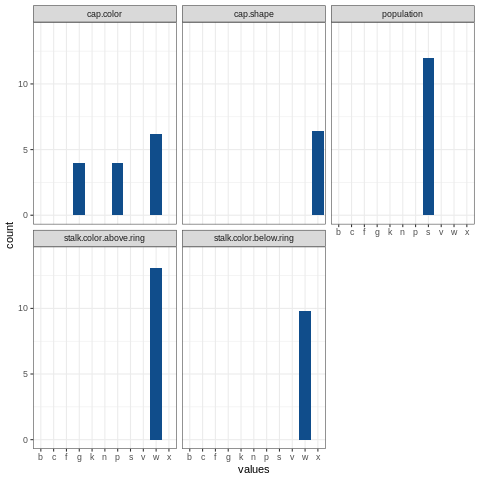 cap.color cap.shape population
10
5
0
b c f g k n p s v w x
stalk.color.above.ring stalk.color.below.ring
10
5
0
b c f g k n p s v w x b c f g k n p s v w x
count
values